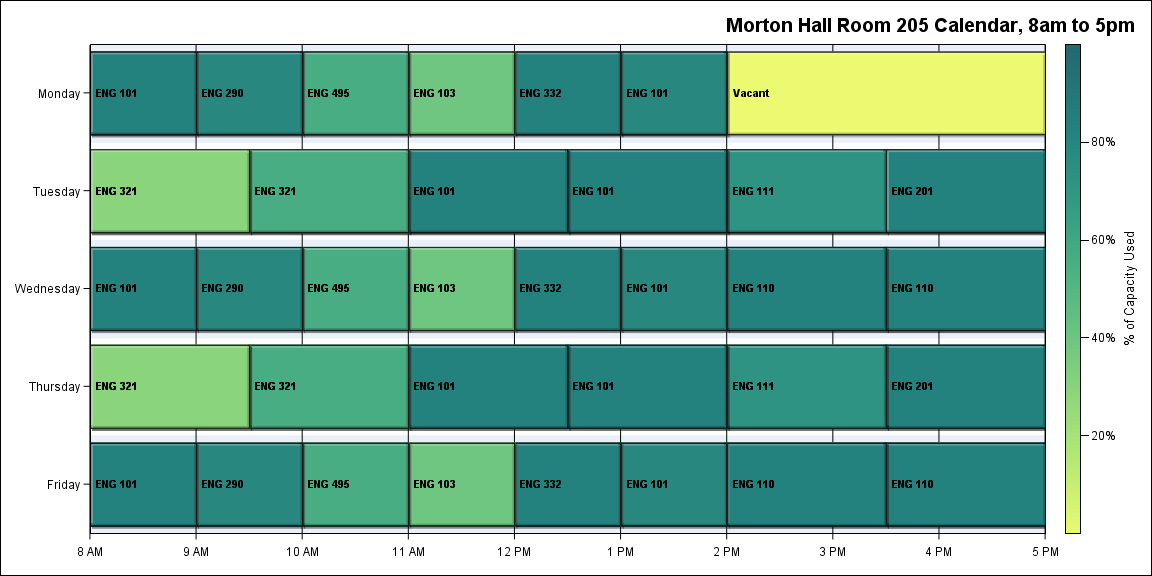 Morton Hall Room 205 Calendar, 8am to 5pm
Monday
ENG 101
ENG 290
ENG 495
ENG 103
ENG 332
ENG 101
Vacant
Tuesday
ENG 321
ENG 321
ENG 101
ENG 101
ENG 111
ENG 201
Wednesday
ENG 101
ENG 290
ENG 495
ENG 103
ENG 332
ENG 101
ENG 110
ENG 110
Thursday
ENG 321
ENG 321
ENG 101
ENG 101
ENG 111
ENG 201
Friday
ENG 101
ENG 290
ENG 495
ENG 103
ENG 332
ENG 101
ENG 110
ENG 110
8 AM
9 AM
10 AM
11 AM
12 PM
1 PM
2 PM
3 PM
4 PM
5 PM
80%
60%
40%
20%
% of Capacity Used